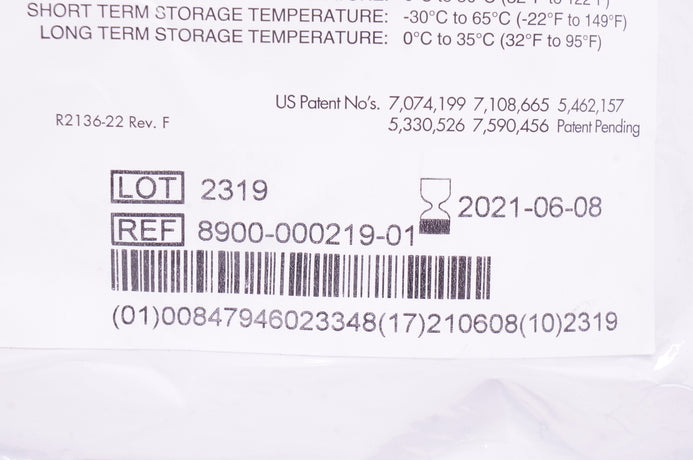 SHORT TERM STORAGE TEMPERATURE: -30°C to 65°C (-22°F to 149°F)
LONG TERM STORAGE TEMPERATURE: 0°C to 35°C (32°F to 95°F)
US Patent No's. 7,074,199 7,108,665 5,462,157
R2136-22 Rev. F
5,330,526 7,590,456 Patent Pending
LOT 2319
2021-06-08
REF 8900-000219-01
(01)00847946023348(17)210608(10)2319